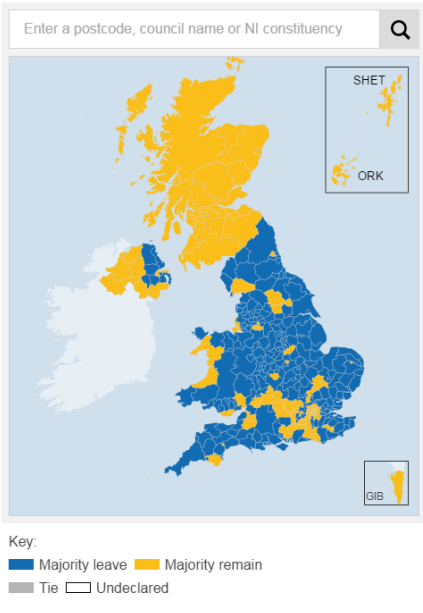 Enter a postcode, council name or NI constituency
SHET
ORK
GIB
Key:
Majority leave Majority remain
Tie Undeclared